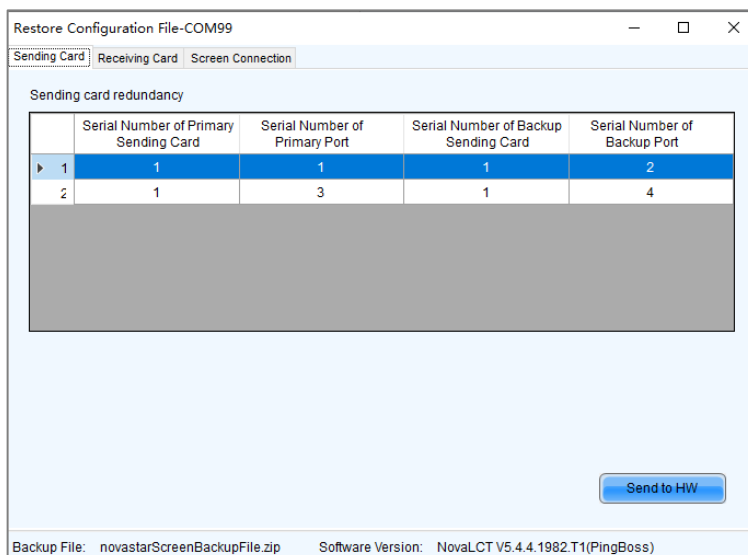 Restore Configuration File-COM99
Sending Card Receiving Card Screen Connection
Sending card redundancy
Serial Number of Primary Sending Card Serial Number of Primary Port Serial Number of Backup Sending Card Serial Number of Backup Port
1 1 1 1 2
2 1 3 1 4
Send to HW
Backup File: novastarScreenBackupFile.zip Software Version: NovaLCT V5.4.4.1982.T1(PingBoss)